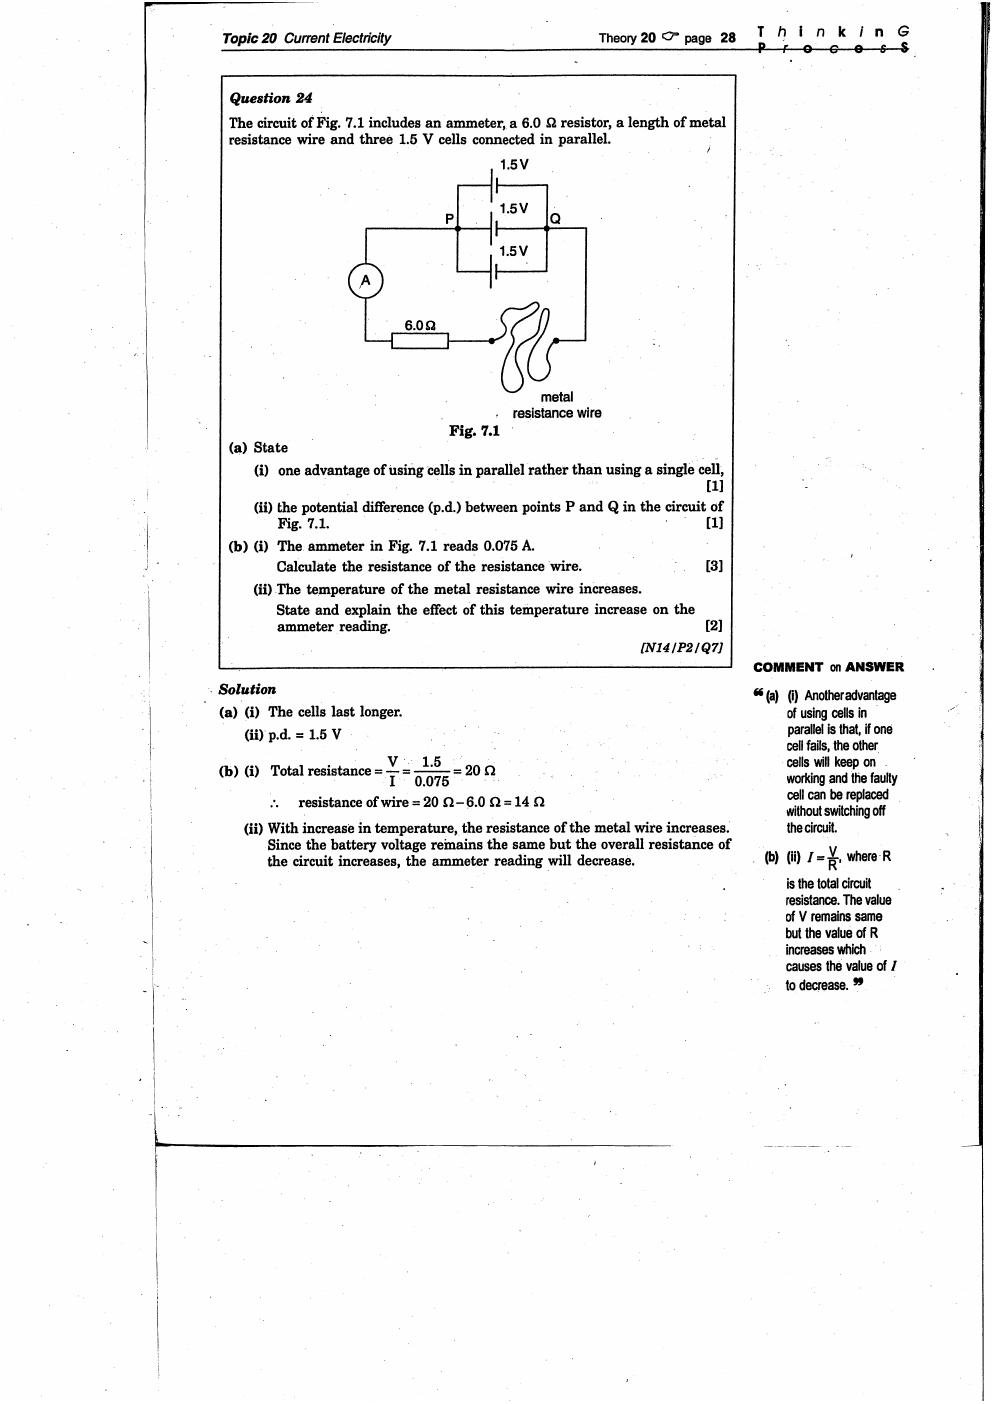 Topic 20 Current Electricity
Theory 20 ☞ page 28
T h i n k i n G
P r o c e s S
Question 24
The circuit of Fig. 7.1 includes an ammeter, a 6.0 Ω resistor, a length of metal
resistance wire and three 1.5 V cells connected in parallel.
1.5 V
1.5 V
P
Q
1.5 V
A
6.0 Ω
metal
resistance wire
Fig. 7.1
(a) State
(i) one advantage of using cells in parallel rather than using a single cell,
[1]
(ii) the potential difference (p.d.) between points P and Q in the circuit of
Fig. 7.1. [1]
(b) (i) The ammeter in Fig. 7.1 reads 0.075 A.
Calculate the resistance of the resistance wire. [3]
(ii) The temperature of the metal resistance wire increases.
State and explain the effect of this temperature increase on the
ammeter reading. [2]
[N14/P2/Q7]
Solution
(a) (i) The cells last longer.
(ii) p.d. = 1.5 V
(b) (i) Total resistance = V/I = 1.5/0.075 = 20 Ω
∴ resistance of wire = 20 Ω – 6.0 Ω = 14 Ω
(ii) With increase in temperature, the resistance of the metal wire increases.
Since the battery voltage remains the same but the overall resistance of
the circuit increases, the ammeter reading will decrease.
COMMENT on ANSWER
❝ (a) (i) Another advantage
of using cells in
parallel is that, if one
cell fails, the other
cells will keep on
working and the faulty
cell can be replaced
without switching off
the circuit.
(b) (ii) I = V/R, where R
is the total circuit
resistance. The value
of V remains same
but the value of R
increases which
causes the value of I
to decrease. ❞